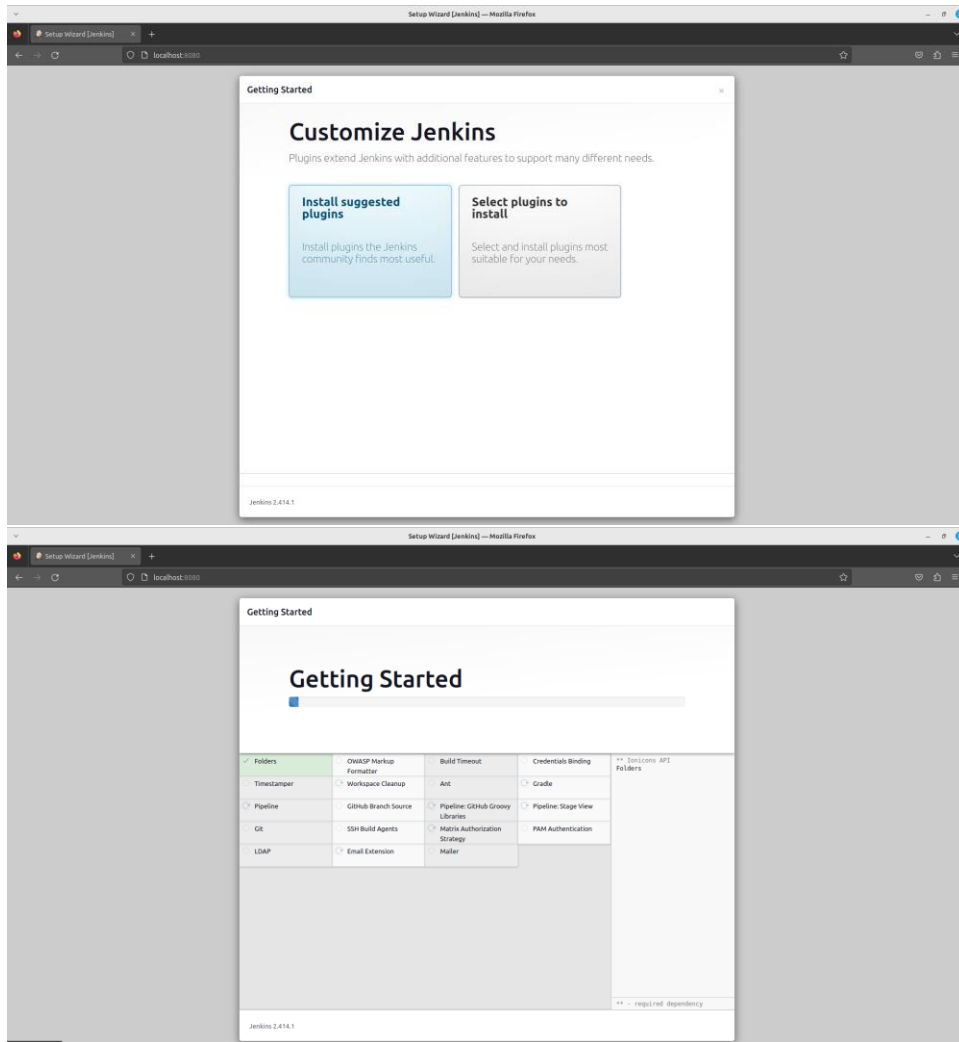 Setup Wizard [Jenkins] — Mozilla Firefox
Setup Wizard [Jenkins]
localhost:8080
Getting Started
Customize Jenkins
Plugins extend Jenkins with additional features to support many different needs.
Install suggested
plugins
Install plugins the Jenkins
community finds most useful.
Select plugins to
install
Select and install plugins most
suitable for your needs.
Jenkins 2.414.1
Setup Wizard [Jenkins] — Mozilla Firefox
Setup Wizard [Jenkins]
localhost:8080
Getting Started
Getting Started
Folders
OWASP Markup
Formatter
Build Timeout
Credentials Binding
Timestamper
Workspace Cleanup
Ant
Gradle
Pipeline
GitHub Branch Source
Pipeline: GitHub Groovy
Libraries
Pipeline: Stage View
Git
SSH Build Agents
Matrix Authorization
Strategy
PAM Authentication
LDAP
Email Extension
Mailer
** Ionicons API
Folders
** - required dependency
Jenkins 2.414.1